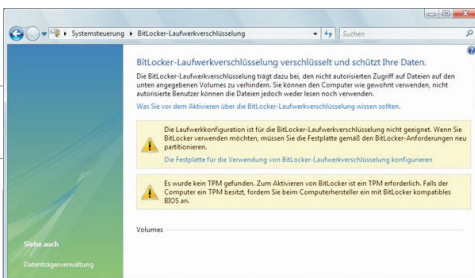 Systemsteuerung ▸ BitLocker-Laufwerkverschlüsselung
Suchen
BitLocker-Laufwerkverschlüsselung verschlüsselt und schützt Ihre Daten.
Die BitLocker-Laufwerkverschlüsselung trägt dazu bei, den nicht autorisierten Zugriff auf Dateien auf den
unten angegebenen Volumes zu verhindern. Sie können den Computer wie gewohnt verwenden, nicht
autorisierte Benutzer können die Dateien jedoch weder lesen noch verwenden.
Was Sie vor dem Aktivieren über die BitLocker-Laufwerkverschlüsselung wissen sollten.
Die Laufwerkkonfiguration ist für die BitLocker-Laufwerkverschlüsselung nicht geeignet. Wenn Sie
BitLocker verwenden möchten, müssen Sie die Festplatte gemäß den BitLocker-Anforderungen neu
partitionieren.
Die Festplatte für die Verwendung von BitLocker-Laufwerkverschlüsselung konfigurieren
Es wurde kein TPM gefunden. Zum Aktivieren von BitLocker ist ein TPM erforderlich. Falls der
Computer ein TPM besitzt, fordern Sie beim Computerhersteller ein mit BitLocker kompatibles
BIOS an.
Volumes
Siehe auch
Datenträgerverwaltung